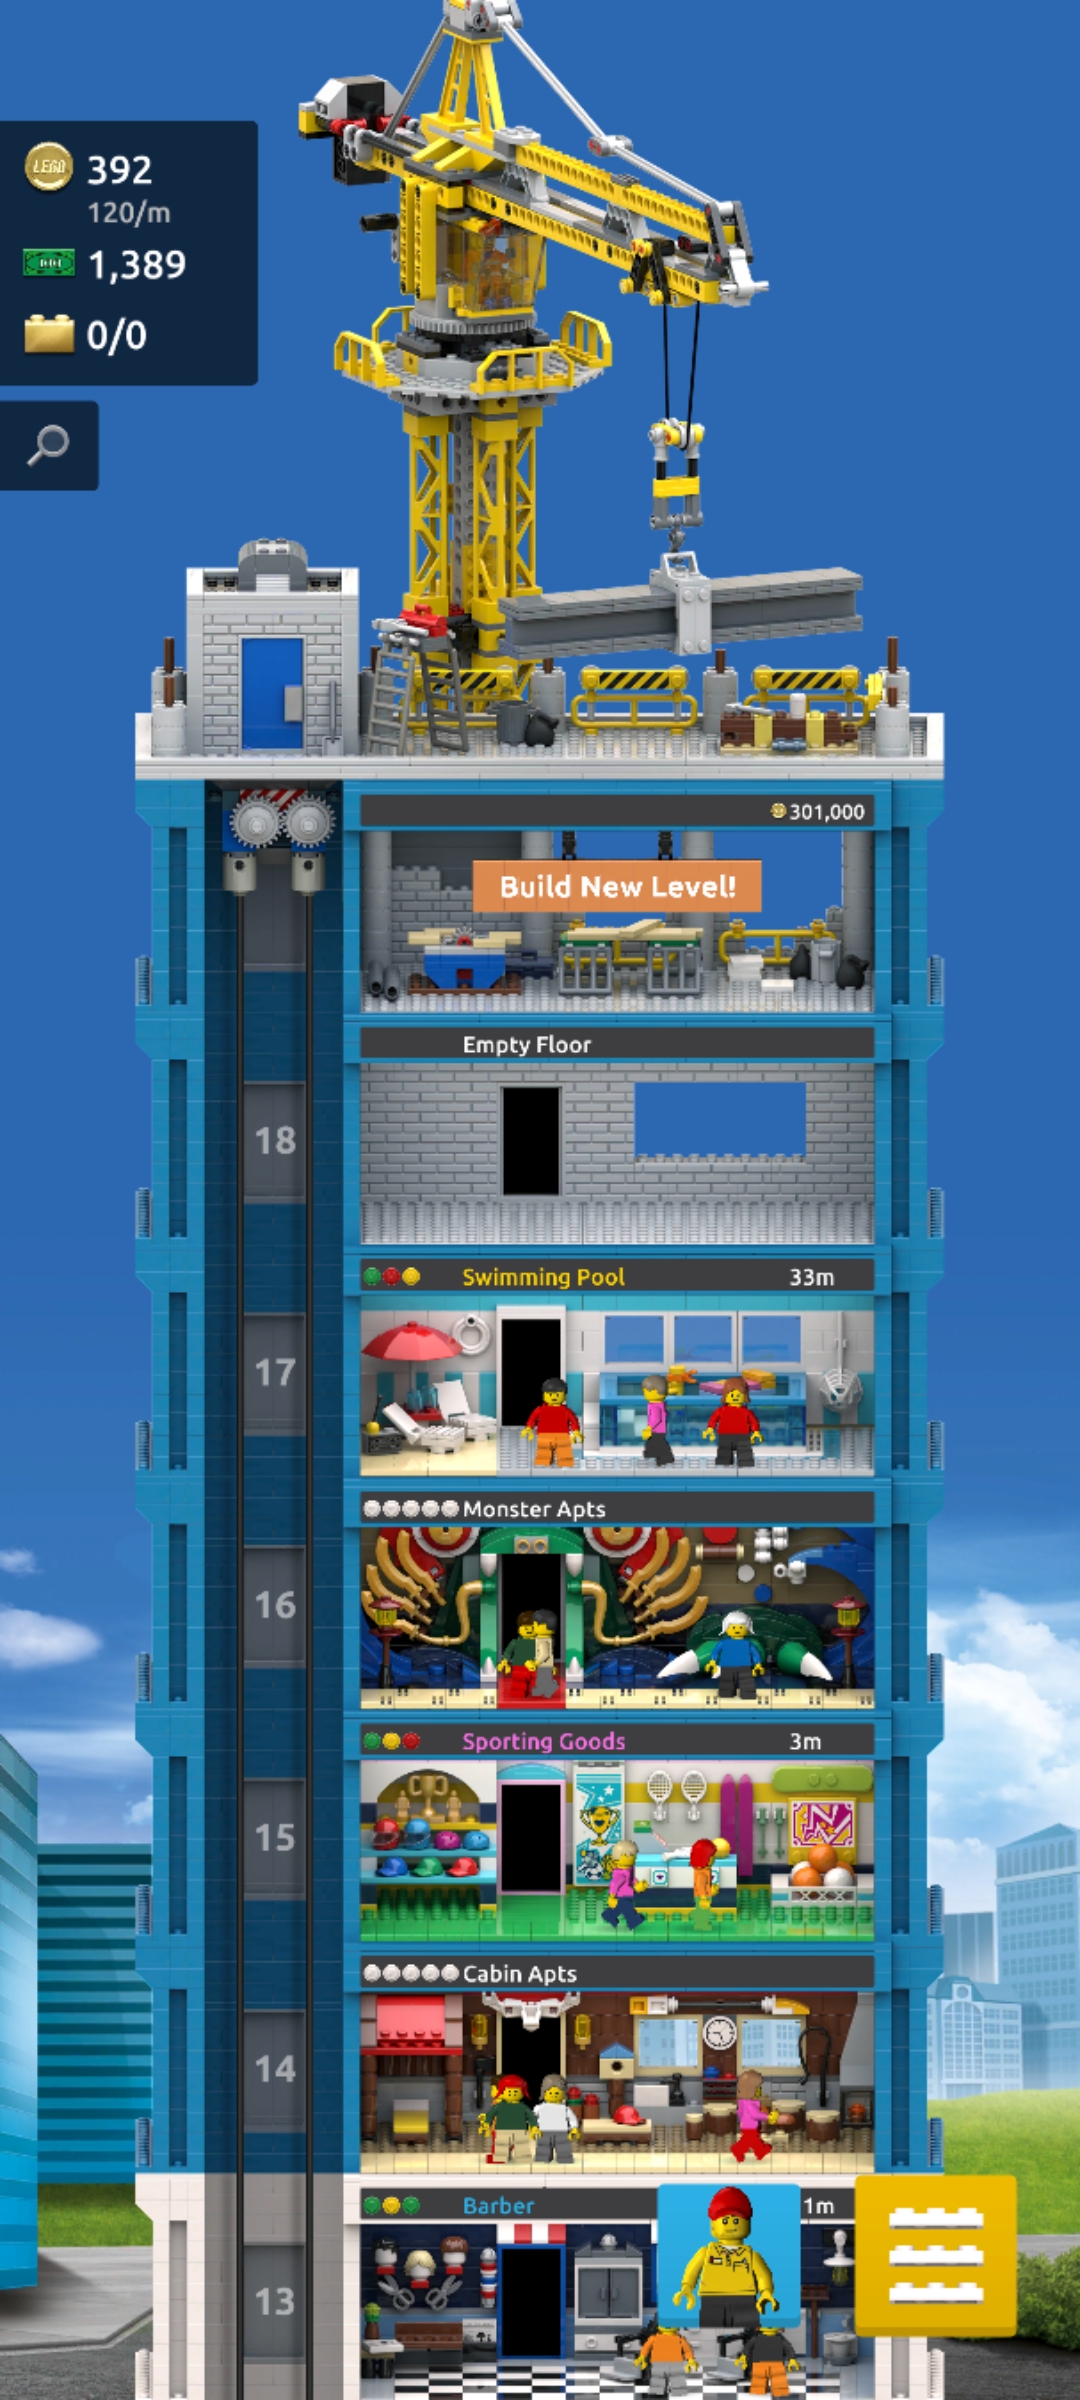 LEGO
392
120/m
1,389
0/0
301,000
Build New Level!
Empty Floor
18
Swimming Pool 33m
17
Monster Apts
16
Sporting Goods 3m
15
N
Cabin Apts
14
Barber 1m
13